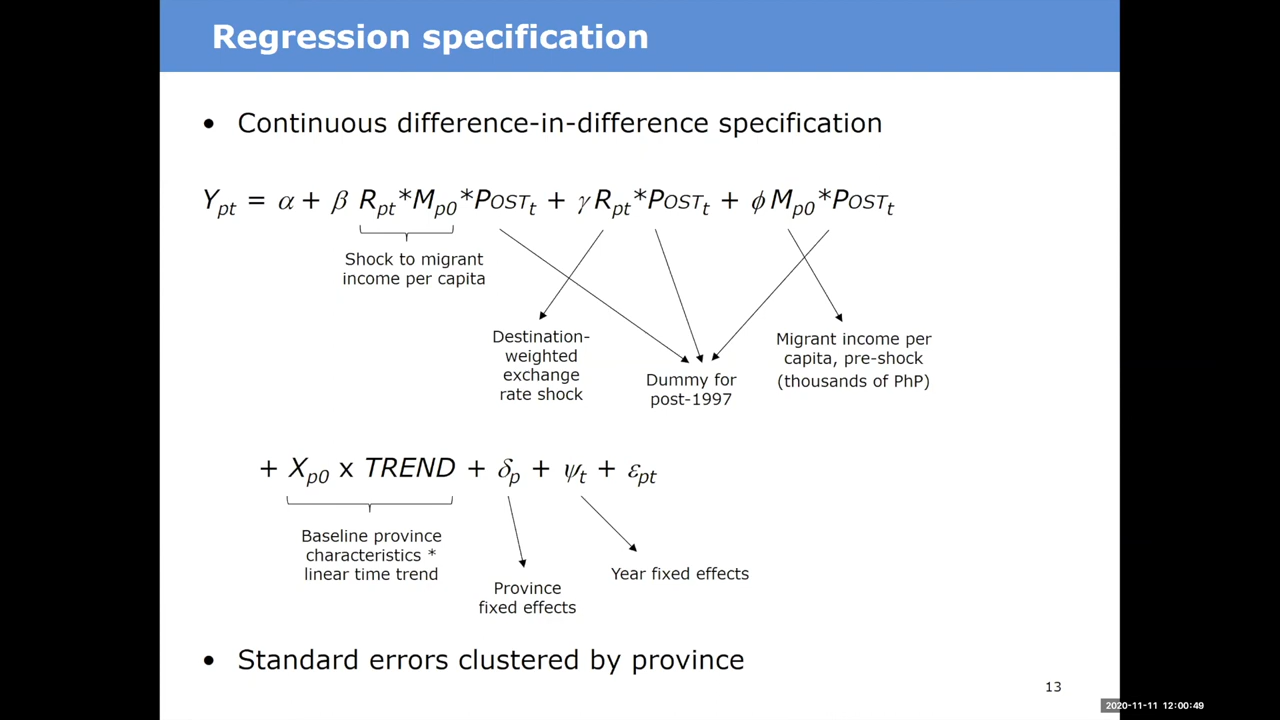 Regression specification
• Continuous difference-in-difference specification
Y_pt = α + β R_pt*M_p0*POST_t + γ R_pt*POST_t + ϕ M_p0*POST_t
Shock to migrant
income per capita
Destination-
weighted
exchange
rate shock
Dummy for
post-1997
Migrant income per
capita, pre-shock
(thousands of PhP)
+ X_p0 x TREND + δ_p + ψ_t + ε_pt
Baseline province
characteristics *
linear time trend
Province
fixed effects
Year fixed effects
• Standard errors clustered by province
13
2020-11-11 12:00:49